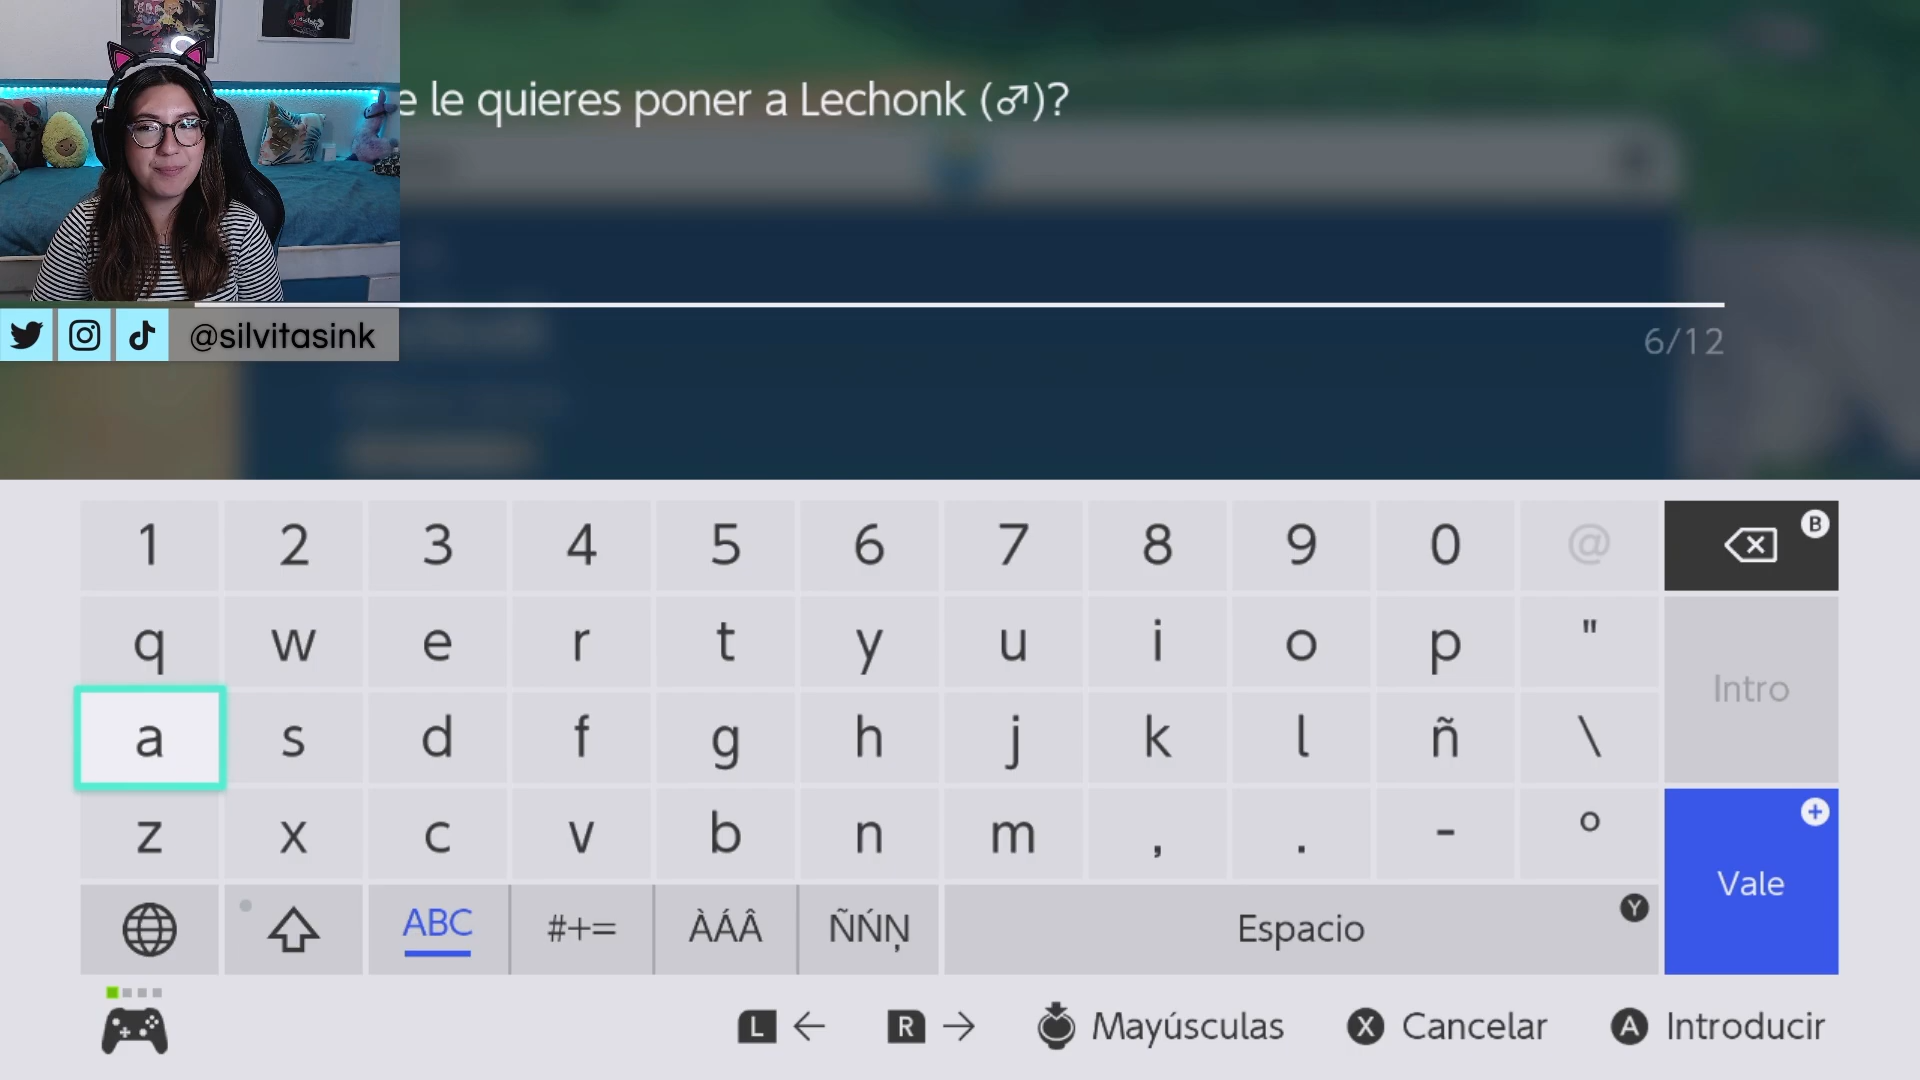 e le quieres poner a Lechonk (♂)?
@silvitasink
6/12
1 2 3 4 5 6 7 8 9 0 @ B
q w e r t y u i o p "
Intro
a s d f g h j k l ñ \
z x c v b n m , . - º
Vale
ABC #+= ÀÁÂ ÑŃŅ Espacio Y
L ← R → Mayúsculas X Cancelar A Introducir